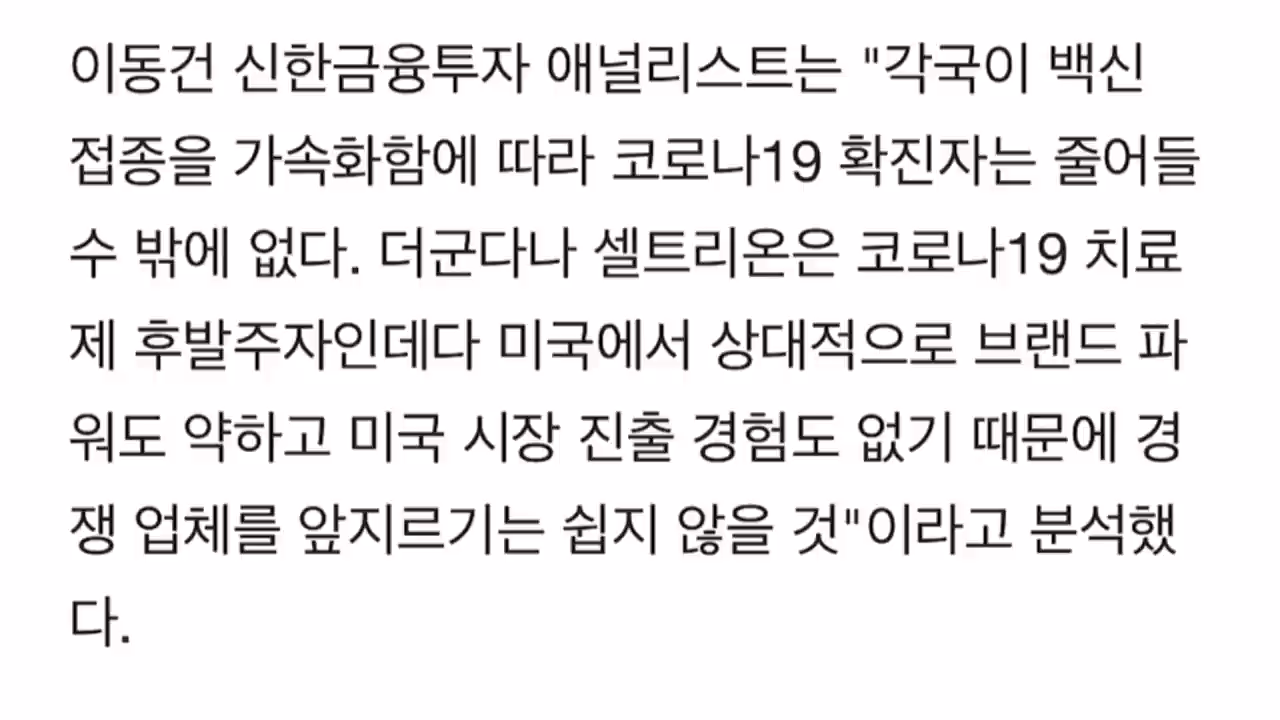 이동건 신한금융투자 애널리스트는 "각국이 백신
접종을 가속화함에 따라 코로나19 확진자는 줄어들
수 밖에 없다. 더군다나 셀트리온은 코로나19 치료
제 후발주자인데다 미국에서 상대적으로 브랜드 파
워도 약하고 미국 시장 진출 경험도 없기 때문에 경
쟁 업체를 앞지르기는 쉽지 않을 것"이라고 분석했
다.